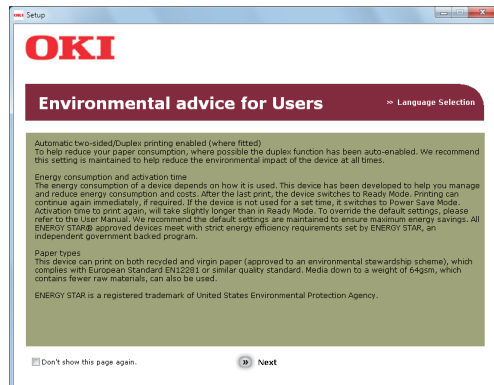 OKI Setup
OKI
Environmental advice for Users
» Language Selection
Automatic two-sided/Duplex printing enabled (where fitted)
To help reduce your paper consumption, where possible the duplex function has been auto-enabled. We recommend
this setting is maintained to help reduce the environmental impact of the device at all times.
Energy consumption and activation time
The energy consumption of a device depends on how it is used. This device has been developed to help you manage
and reduce energy consumption and costs. After the last print, the device switches to Ready Mode. Printing can
continue again immediately, if required. If the device is not used for a set time, it switches to Power Save Mode.
Activation time to print again, will take slightly longer than in Ready Mode. To override the default settings, please
refer to the User Manual. We recommend the default settings are maintained to ensure maximum energy savings. All
ENERGY STAR® approved devices meet with strict energy efficiency requirements set by ENERGY STAR, an
independent government backed program.
Paper types
This device can print on both recycled and virgin paper (approved to an environmental stewardship scheme), which
complies with European Standard EN12281 or similar quality standard. Media down to a weight of 64gsm, which
contains fewer raw materials, can also be used.
ENERGY STAR is a registered trademark of United States Environmental Protection Agency.
Don't show this page again.
» Next